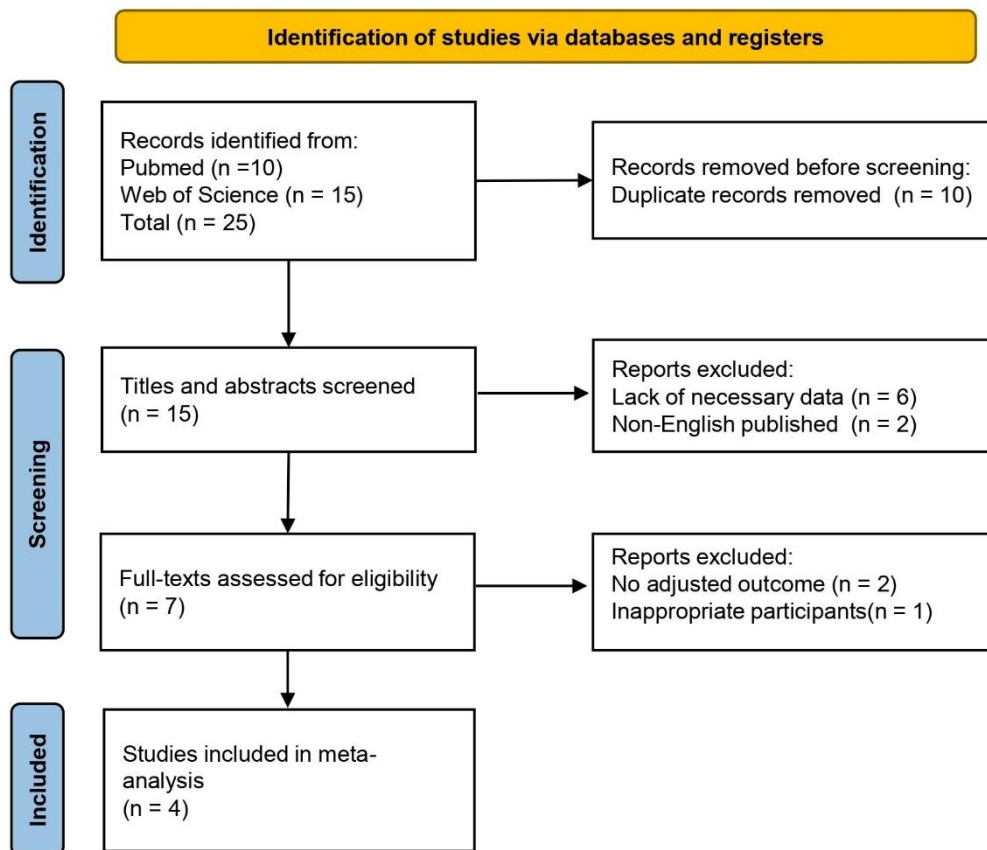 Identification of studies via databases and registers
Identification
Records identified from:
Pubmed (n =10)
Web of Science (n = 15)
Total (n = 25)
Records removed before screening:
Duplicate records removed (n = 10)
Screening
Titles and abstracts screened
(n = 15)
Reports excluded:
Lack of necessary data (n = 6)
Non-English published (n = 2)
Full-texts assessed for eligibility
(n = 7)
Reports excluded:
No adjusted outcome (n = 2)
Inappropriate participants(n = 1)
Included
Studies included in meta-
analysis
(n = 4)